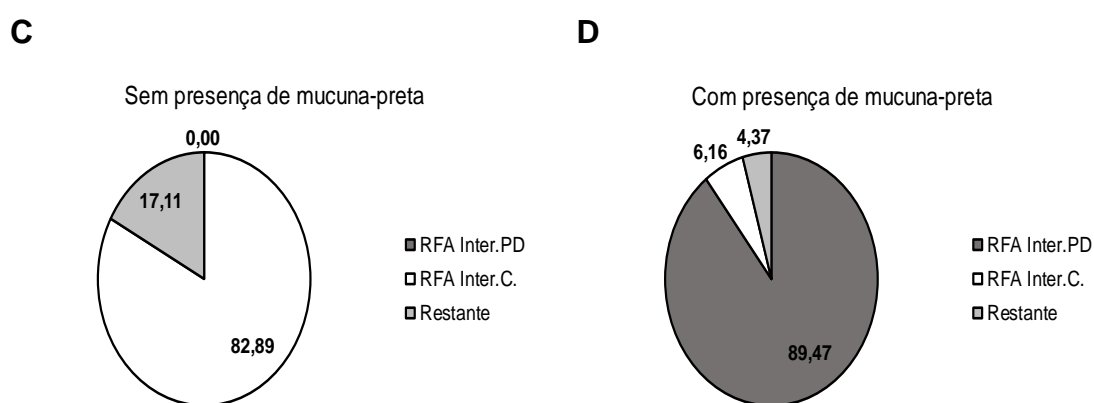 C
Sem presença de mucuna-preta
0,00
17,11
82,89
RFA Inter.PD
RFA Inter.C.
Restante
D
Com presença de mucuna-preta
6,16
4,37
89,47
RFA Inter.PD
RFA Inter.C.
Restante